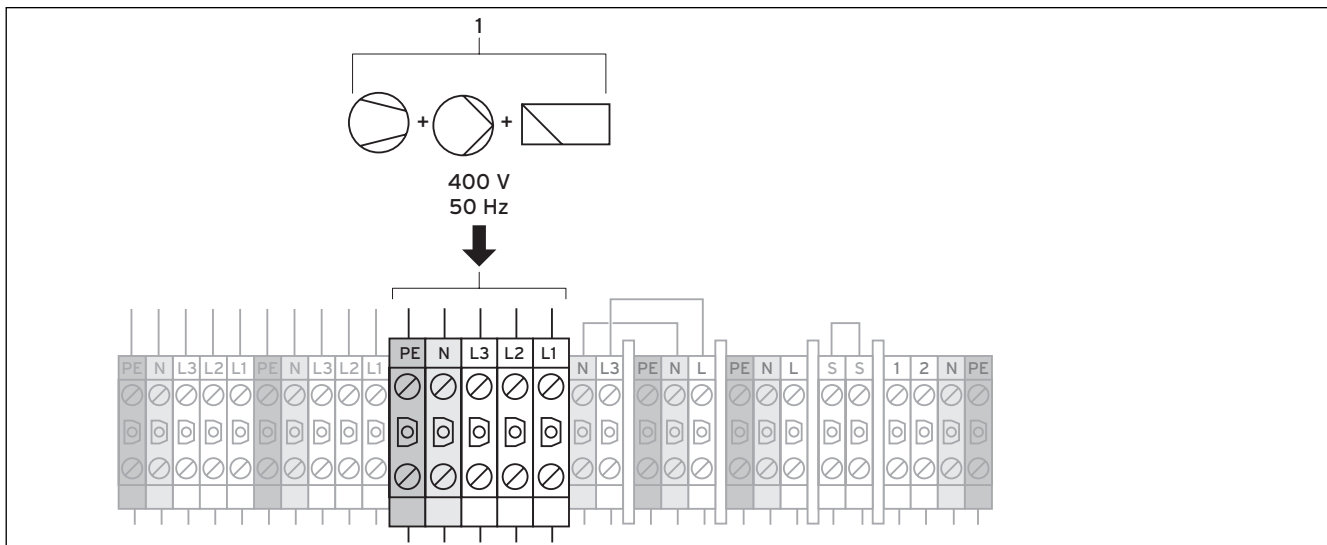 1
+ +
400 V
50 Hz
PE N L3 L2 L1 PE N L3 L2 L1 PE N L3 L2 L1 N L3 PE N L PE N L S S 1 2 N PE